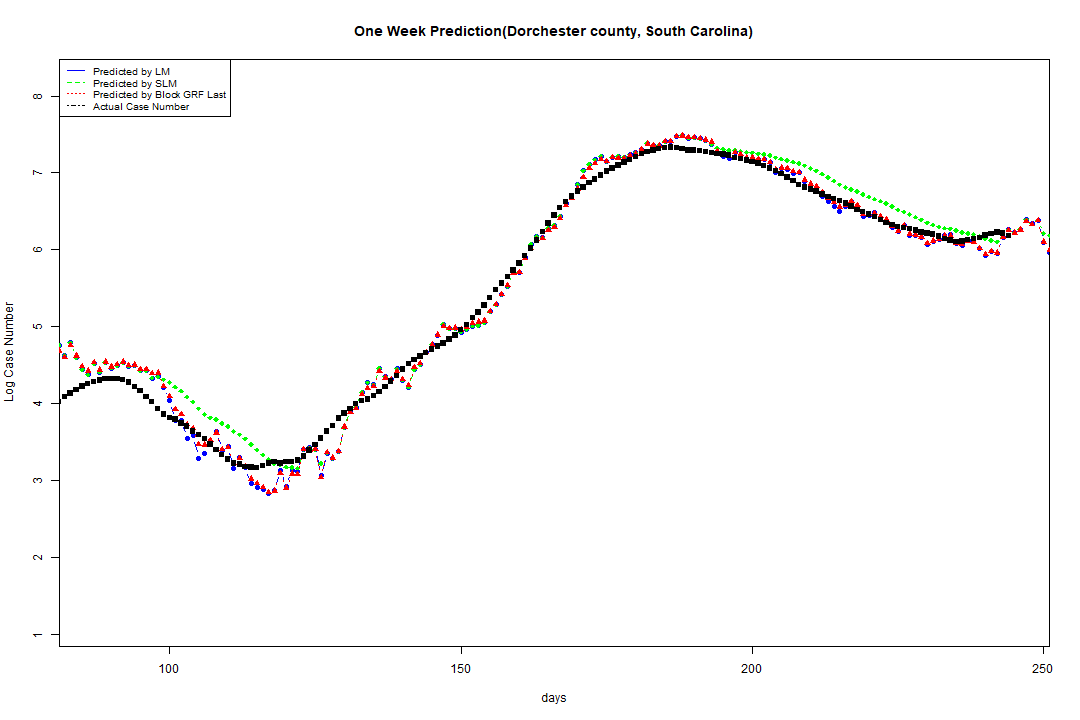 One Week Prediction(Dorchester county, South Carolina)
Predicted by LM
Predicted by SLM
Predicted by Block GRF Last
Actual Case Number
8
7
6
5
4
3
2
1
Log Case Number
100 150 200 250
days